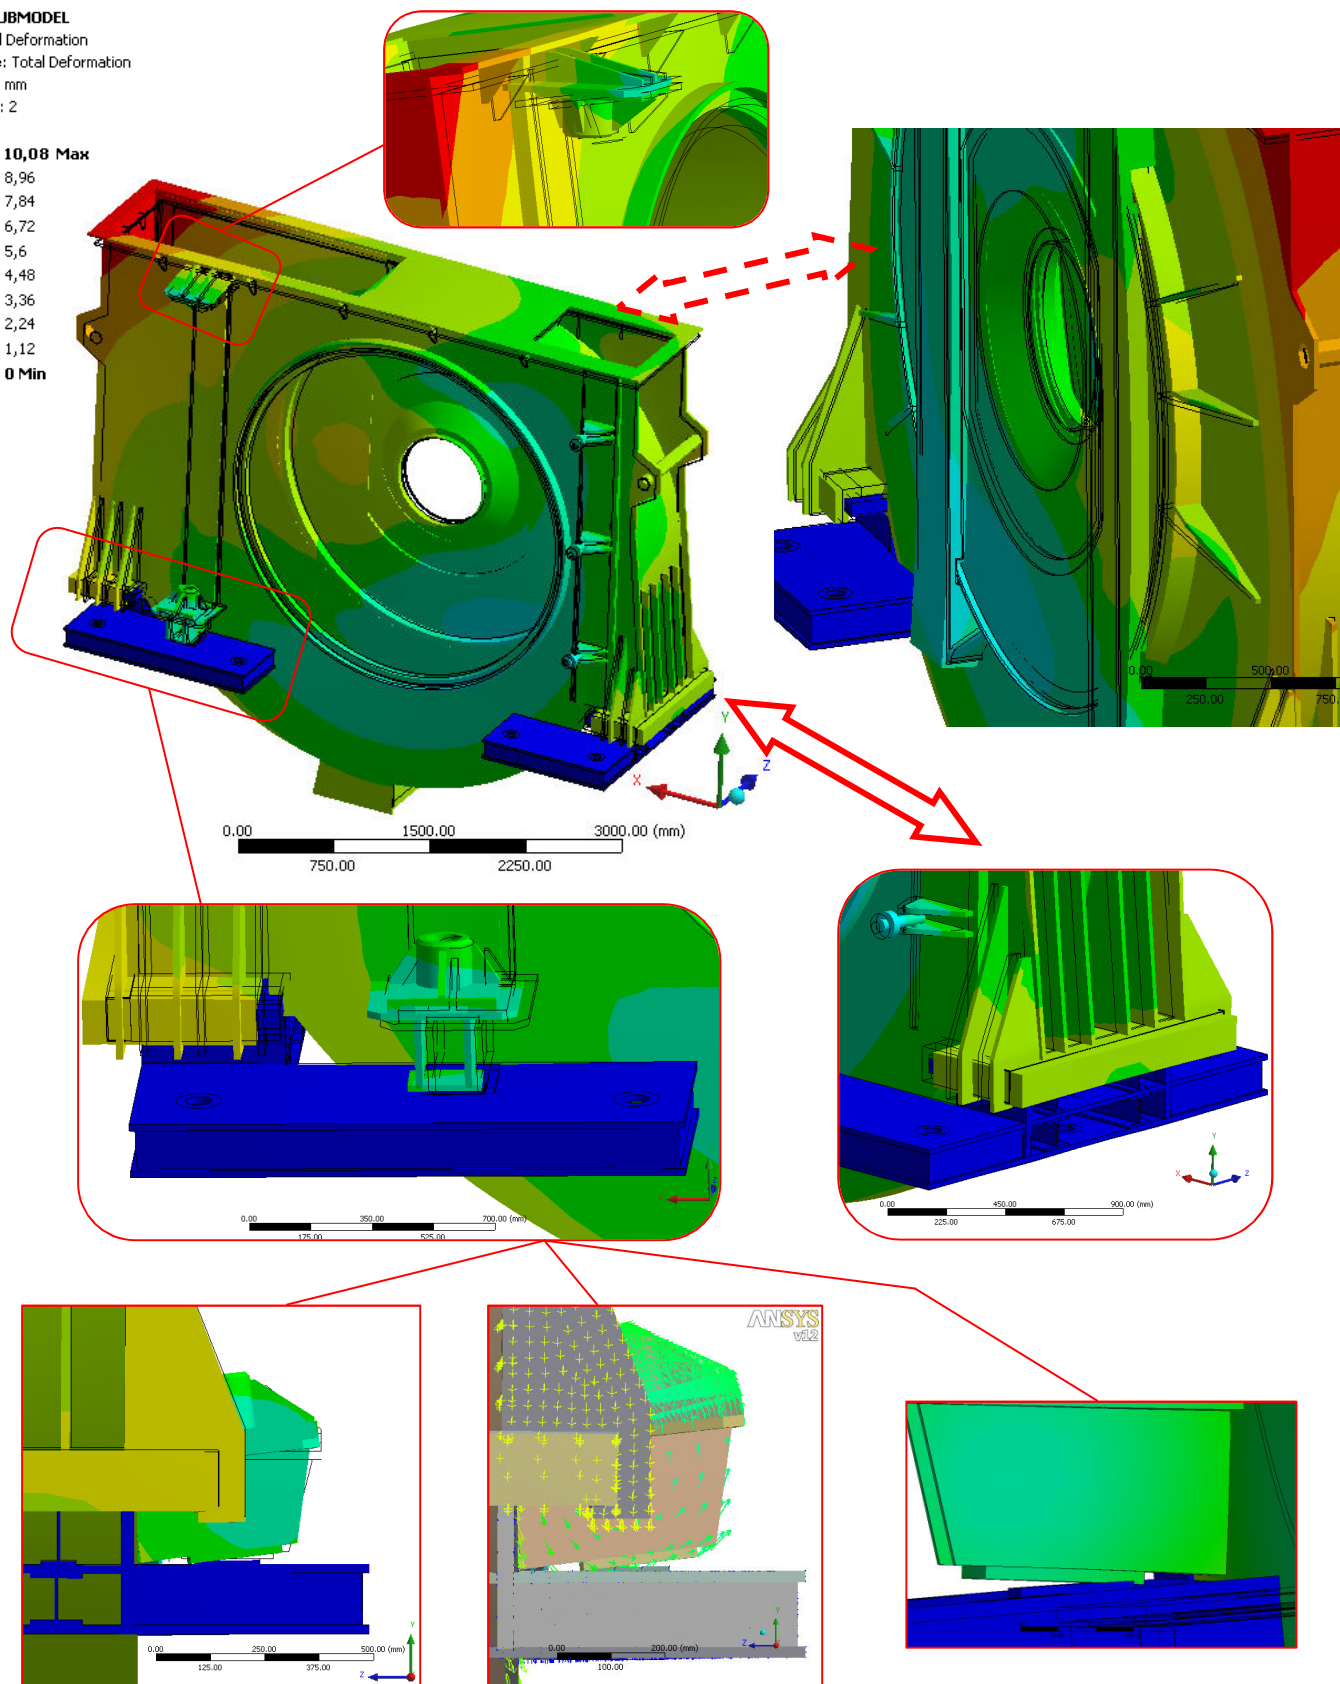 UBMODEL
l Deformation
e: Total Deformation
mm
: 2
10,08 Max
8,96
7,84
6,72
5,6
4,48
3,36
2,24
1,12
0 Min
0.00 500.00
250.00 750.
Y
Z
X
0.00 1500.00 3000.00 (mm)
750.00 2250.00
Z
0.00 350.00 700.00 (mm)
175.00 525.00
Y
X Z
0.00 450.00 900.00 (mm)
225.00 675.00
ANSYS
v12
Y
0.00 250.00 500.00 (mm)
125.00 375.00
Z
Y
0.00 200.00 (mm)
Z
100.00